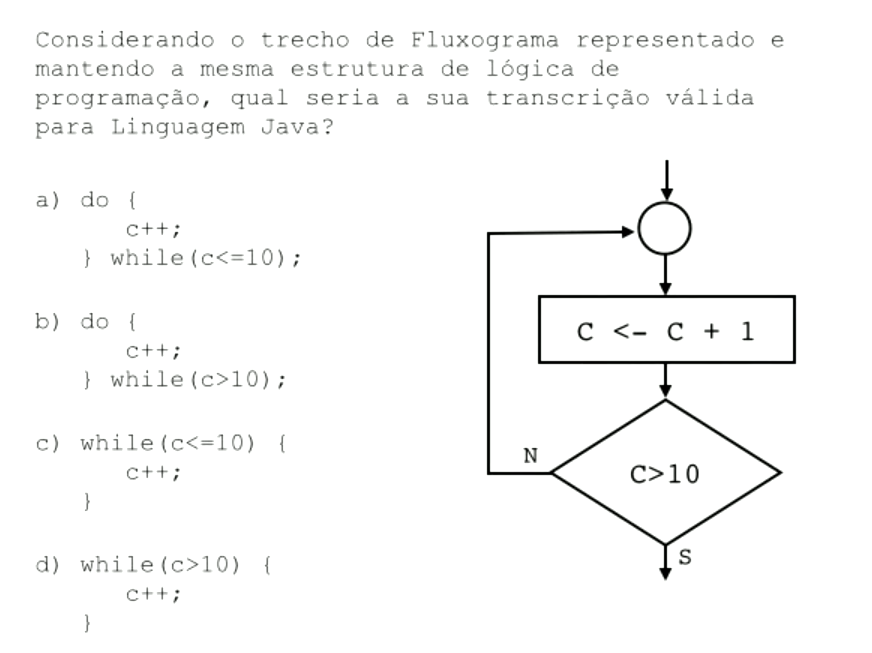 Considerando o trecho de Fluxograma representado e
mantendo a mesma estrutura de lógica de
programação, qual seria a sua transcrição válida
para Linguagem Java?
a) do {
c++;
} while(c<=10);
b) do {
c++;
} while(c>10);
c) while(c<=10) {
c++;
}
d) while(c>10) {
c++;
}
C <- C + 1
N
C>10
S